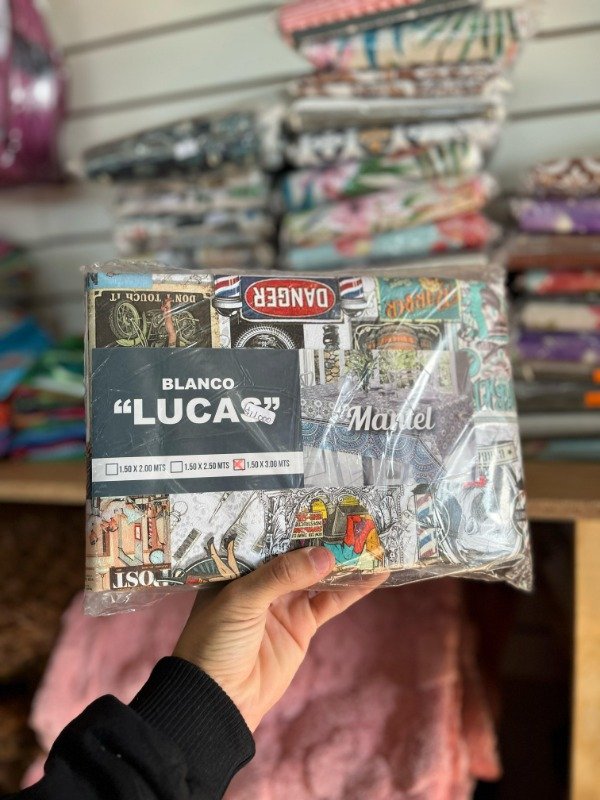 DON'T TOUCH IT
DANGER
BLANCO
"LUCAS"
Mantel
1.50 X 2.00 MTS
1.50 X 2.50 MTS
1.50 X 3.00 MTS
POST